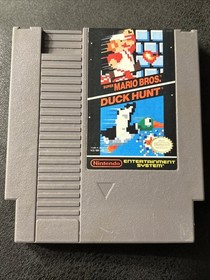 SUPER MARIO BROS.
DUCK HUNT
Nintendo
ENTERTAINMENT
SYSTEM